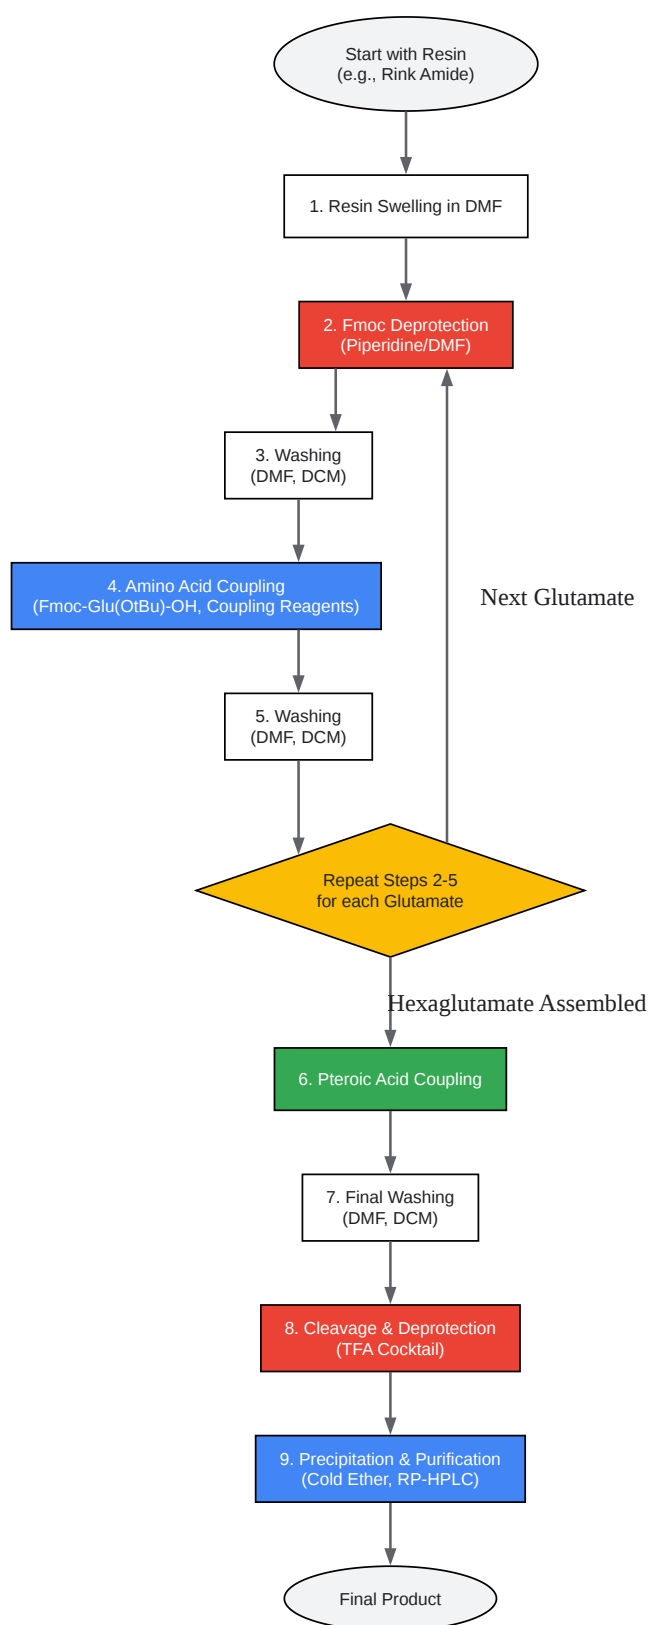 Start with Resin
(e.g., Rink Amide)
1. Resin Swelling in DMF
2. Fmoc Deprotection
(Piperidine/DMF)
3. Washing
(DMF, DCM)
4. Amino Acid Coupling
(Fmoc-Glu(OtBu)-OH, Coupling Reagents)
Next Glutamate
5. Washing
(DMF, DCM)
Repeat Steps 2-5
for each Glutamate
Hexaglutamate Assembled
6. Pteroic Acid Coupling
7. Final Washing
(DMF, DCM)
8. Cleavage & Deprotection
(TFA Cocktail)
9. Precipitation & Purification
(Cold Ether, RP-HPLC)
Final Product